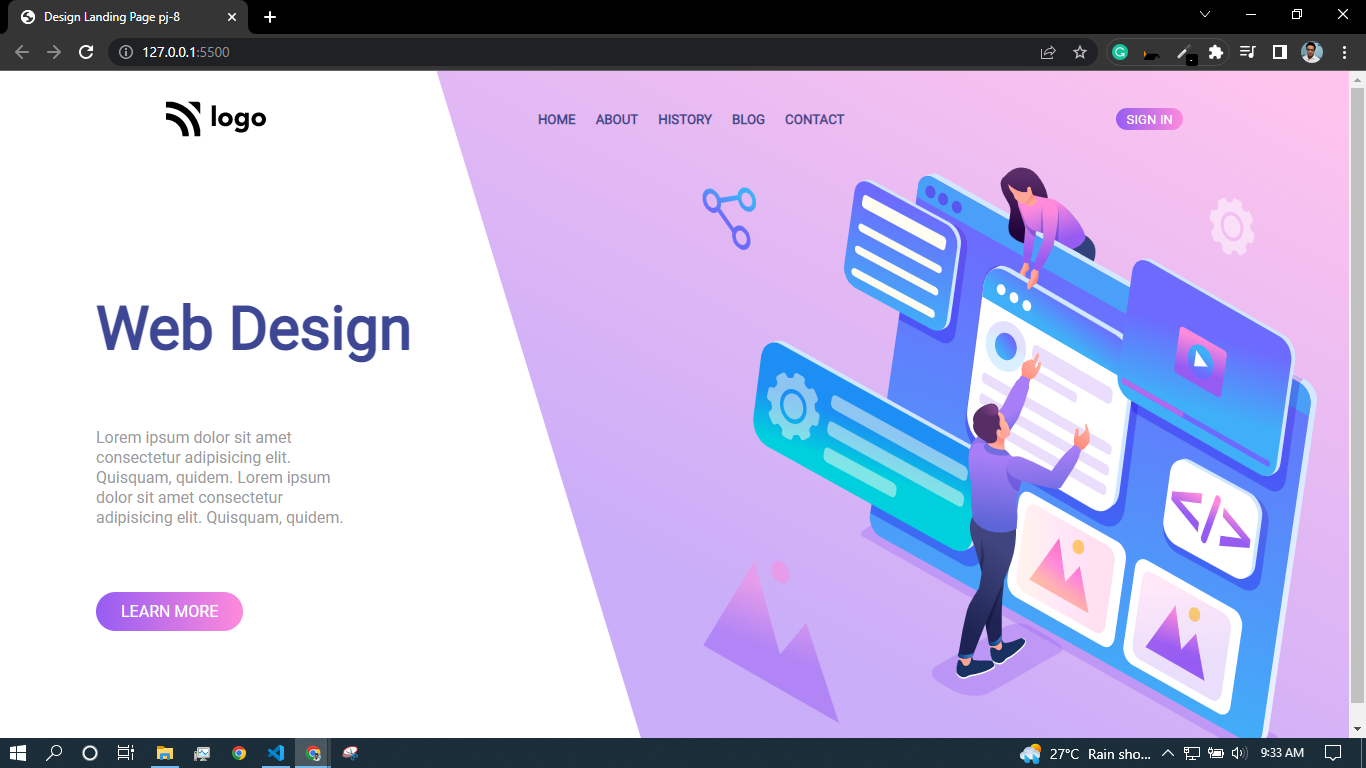 Design Landing Page pj-8
127.0.0.1:5500
logo
HOME ABOUT HISTORY BLOG CONTACT
SIGN IN
Web Design
Lorem ipsum dolor sit amet
consectetur adipisicing elit.
Quisquam, quidem. Lorem ipsum
dolor sit amet consectetur
adipisicing elit. Quisquam, quidem.
LEARN MORE
</>
27°C Rain sho...
9:33 AM